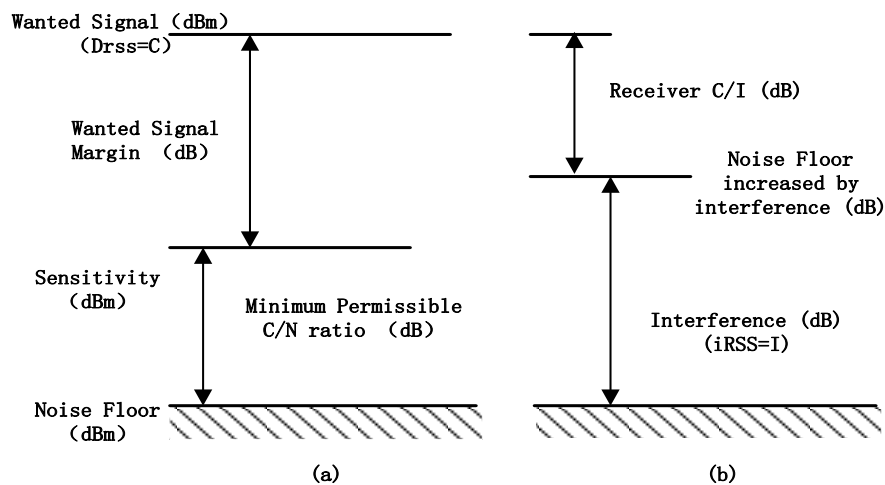 Wanted Signal (dBm)
(Drss=C)
Wanted Signal
Margin (dB)
Sensitivity
(dBm)
Minimum Permissible
C/N ratio (dB)
Noise Floor
(dBm)
(a)
Receiver C/I (dB)
Noise Floor
increased by
interference (dB)
Interference (dB)
(iRSS=I)
(b)